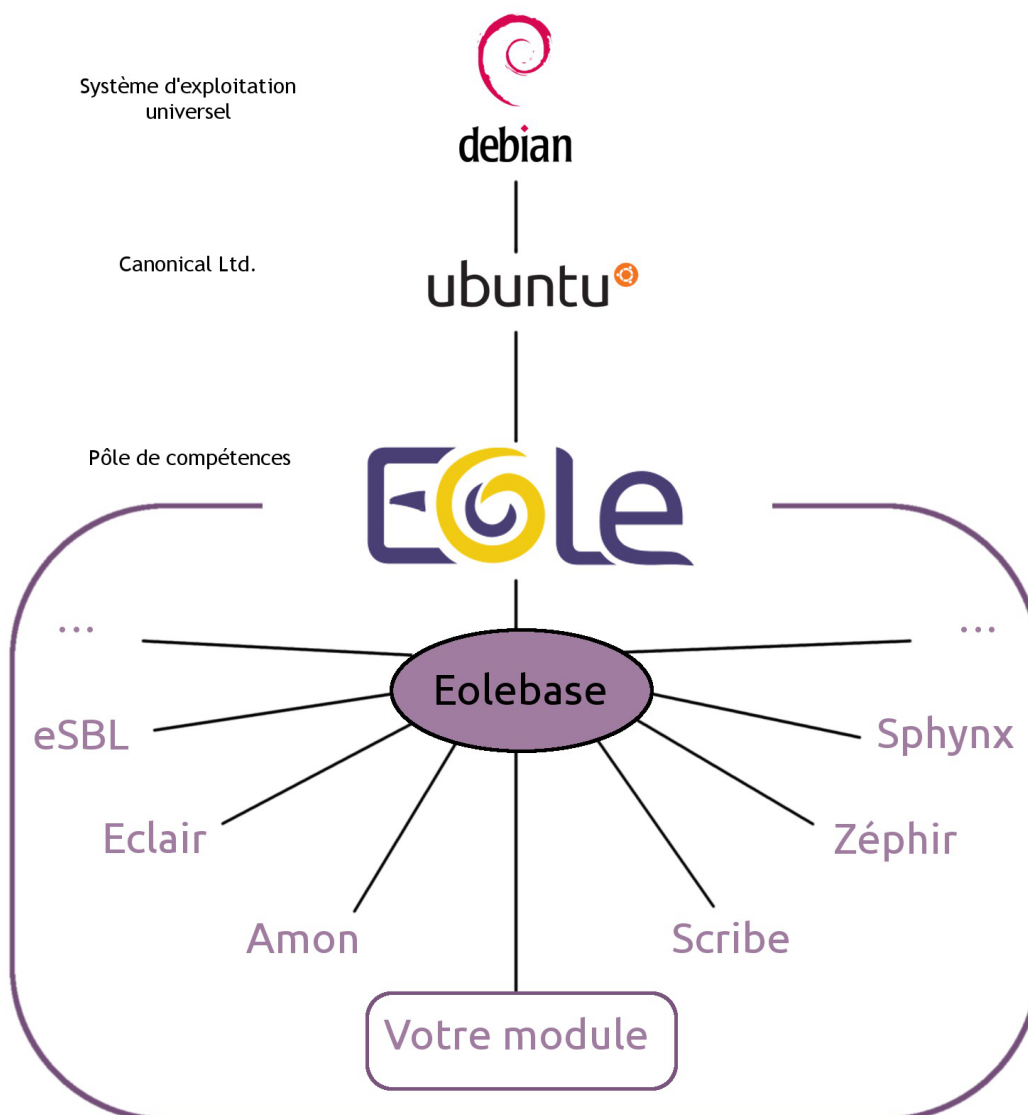 Système d'exploitation
universel
debian
Canonical Ltd.
ubuntu
Pôle de compétences
Eole
...
...
Eolebase
eSBL
Sphynx
Eclair
Zéphir
Amon
Scribe
Votre module